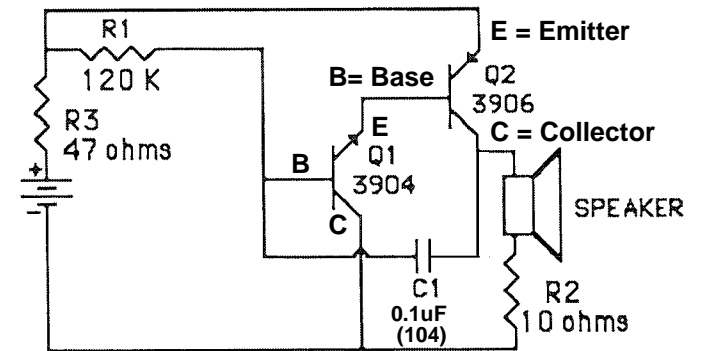 R1
120 K
R3
47 ohms
+
-
E = Emitter
B= Base
Q2
3906
C = Collector
E
B
Q1
3904
C
SPEAKER
C1
0.1uF
(104)
R2
10 ohms